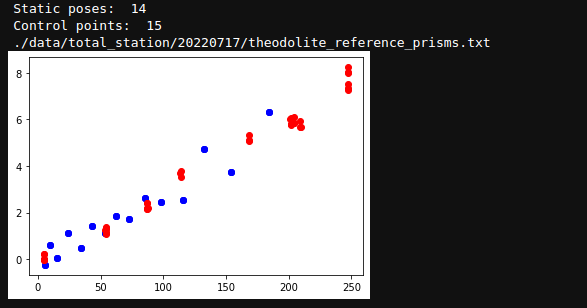 Static poses:  14
Control points:  15
./data/total_station/20220717/theodolite_reference_prisms.txt
8
6
4
2
0
0 50 100 150 200 250